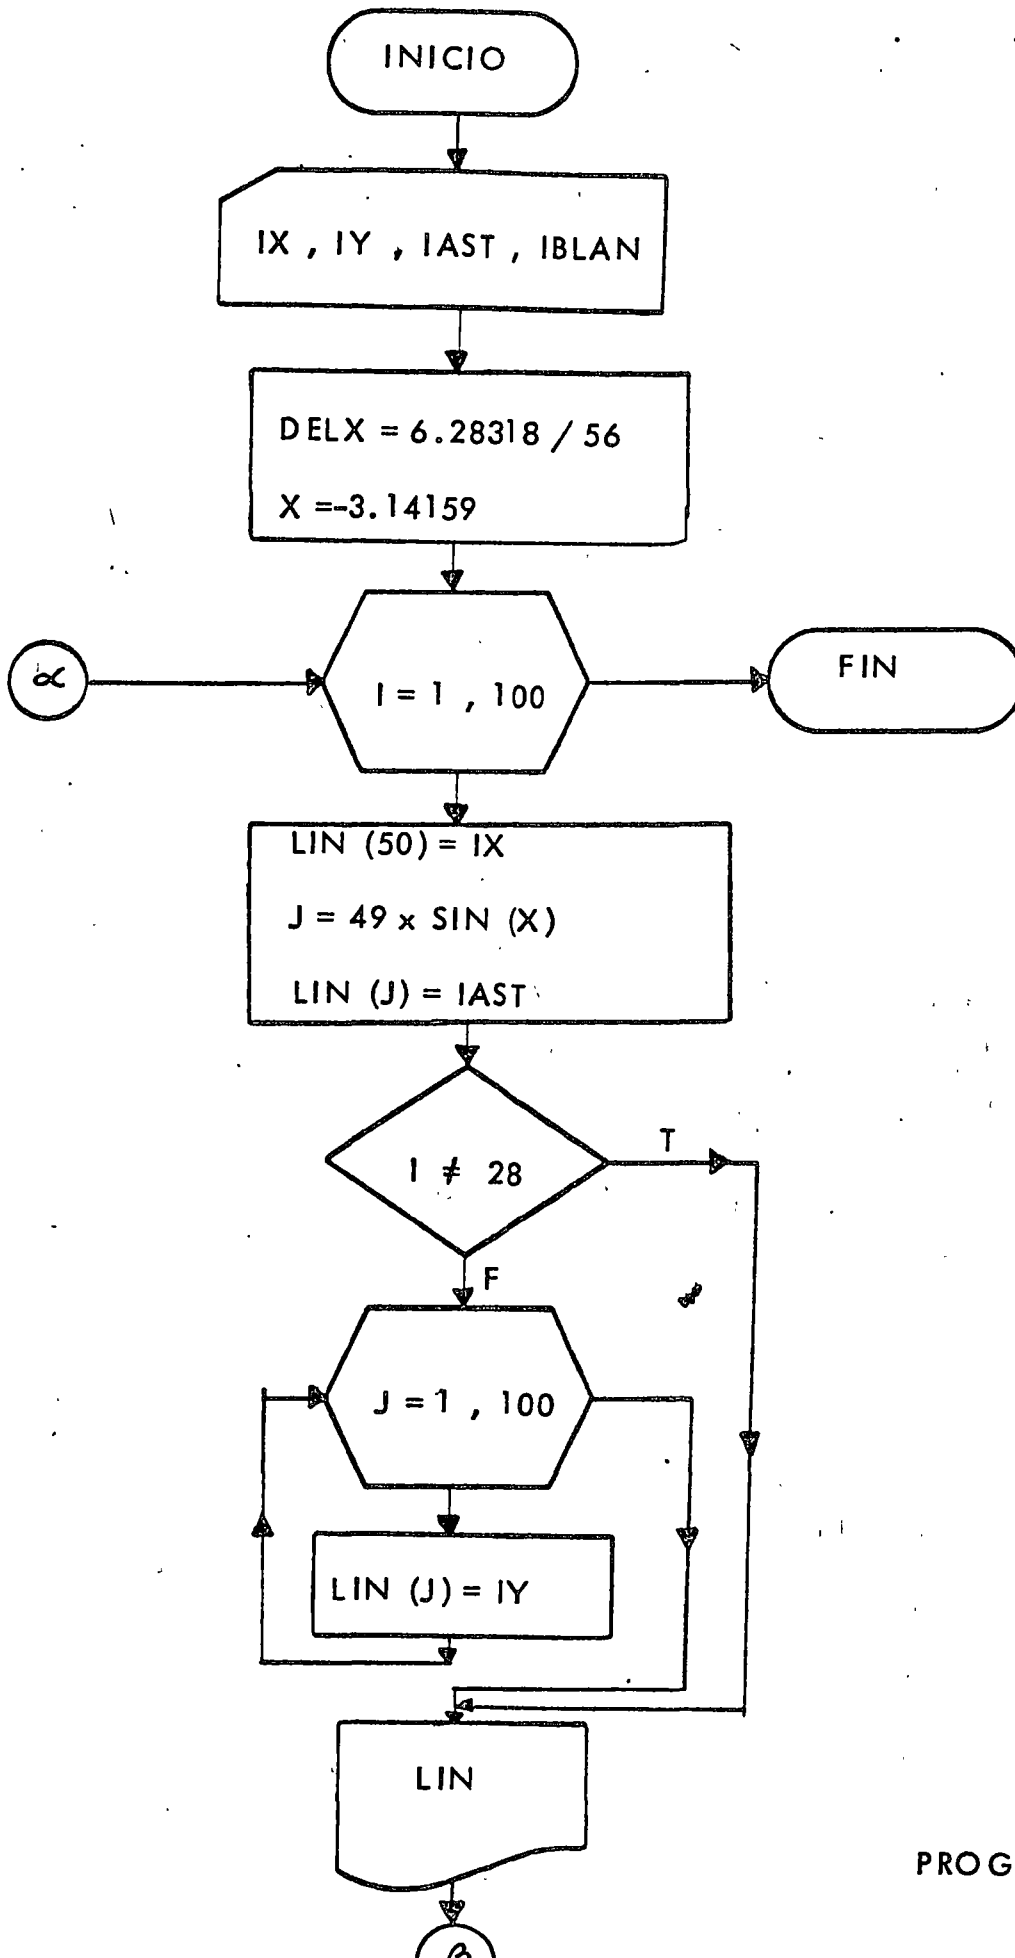 INICIO
IX , IY , IAST , IBLAN
DELX = 6.28318 / 56
X =-3.14159
∝
I = 1 , 100
FIN
LIN (50) = IX
J = 49 x SIN (X)
LIN (J) = IAST
I ≠ 28
T
F
J = 1 , 100
LIN (J) = IY
LIN
PROG
β